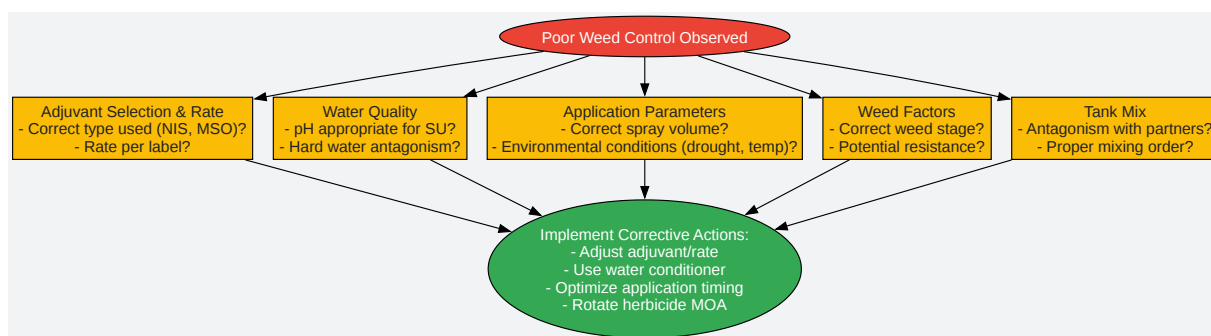 Poor Weed Control Observed
Adjuvant Selection & Rate
- Correct type used (NIS, MSO)?
- Rate per label?
Water Quality
- pH appropriate for SU?
- Hard water antagonism?
Application Parameters
- Correct spray volume?
- Environmental conditions (drought, temp)?
Weed Factors
- Correct weed stage?
- Potential resistance?
Tank Mix
- Antagonism with partners?
- Proper mixing order?
Implement Corrective Actions:
- Adjust adjuvant/rate
- Use water conditioner
- Optimize application timing
- Rotate herbicide MOA